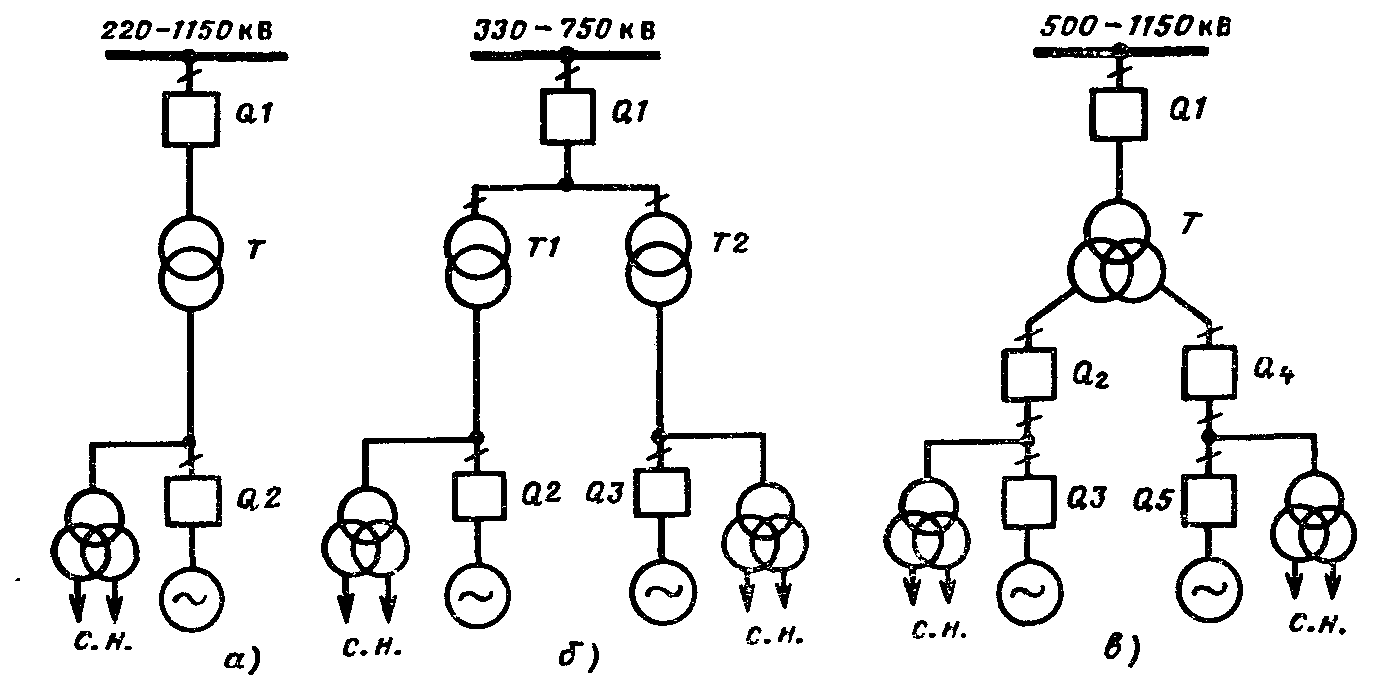 220-1150 кВ
Q1
T
Q2
с.н.
а)
330-750 кВ
Q1
T1
T2
Q2
Q3
с.н.
с.н.
б)
500-1150 кВ
Q1
T
Q2
Q4
Q3
Q5
с.н.
с.н.
в)